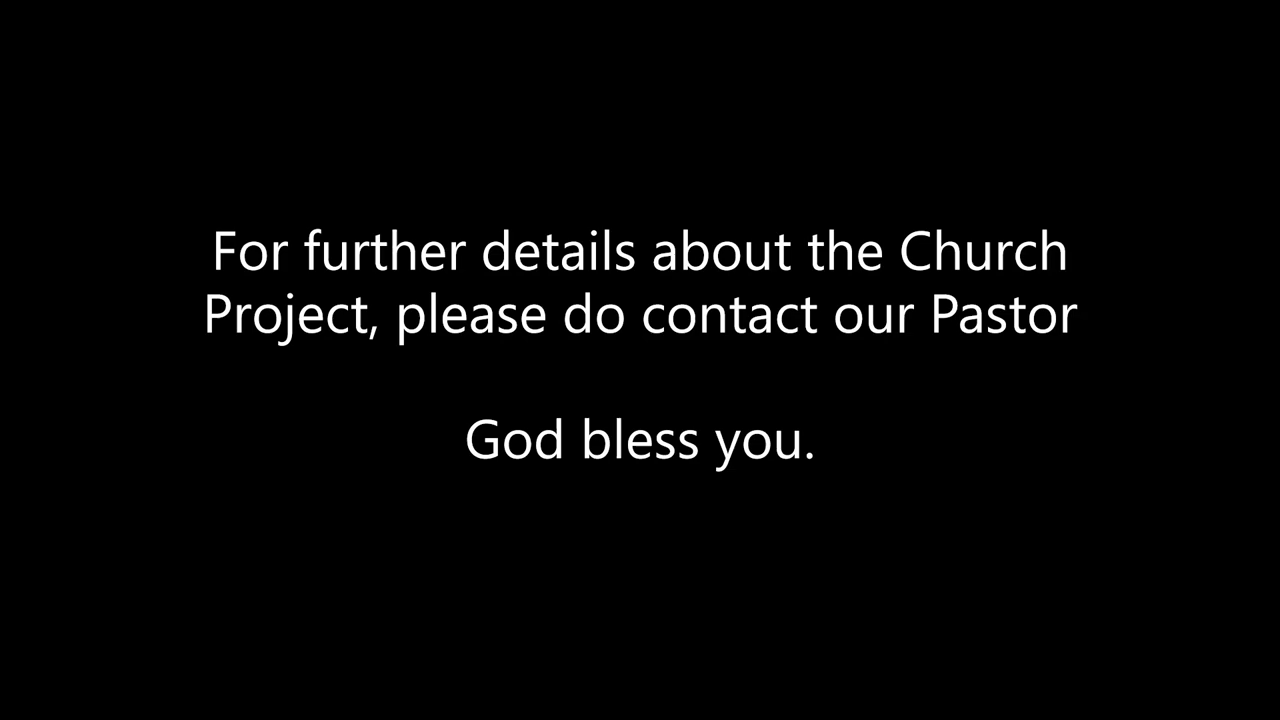 For further details about the Church
Project, please do contact our Pastor
God bless you.